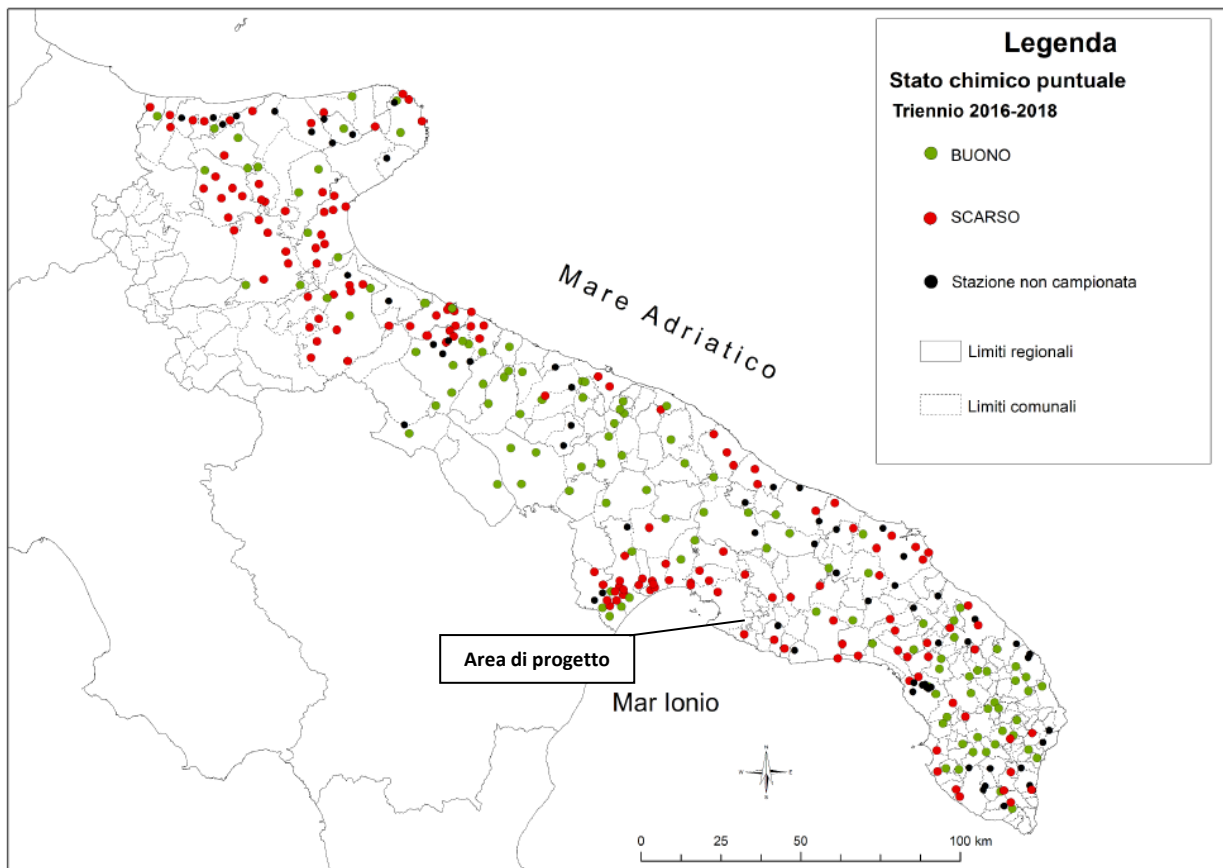 Legenda
Stato chimico puntuale
Triennio 2016-2018
BUONO
SCARSO
Stazione non campionata
Limiti regionali
Limiti comunali
Mare Adriatico
Area di progetto
Mar Ionio
N
W E
S
0 25 50 100 km